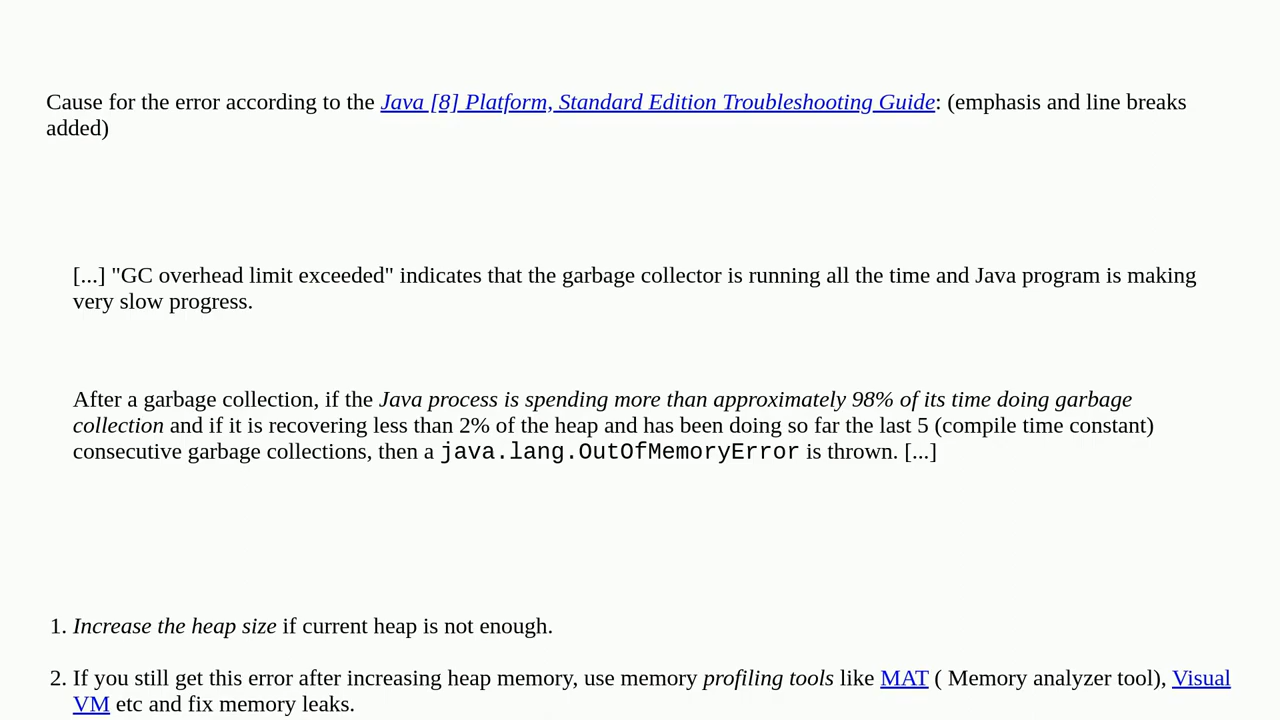 Cause for the error according to the Java [8] Platform, Standard Edition Troubleshooting Guide: (emphasis and line breaks
added)
[...] "GC overhead limit exceeded" indicates that the garbage collector is running all the time and Java program is making
very slow progress.
After a garbage collection, if the Java process is spending more than approximately 98% of its time doing garbage
collection and if it is recovering less than 2% of the heap and has been doing so far the last 5 (compile time constant)
consecutive garbage collections, then a java.lang.OutOfMemoryError is thrown. [...]
1. Increase the heap size if current heap is not enough.
2. If you still get this error after increasing heap memory, use memory profiling tools like MAT ( Memory analyzer tool), Visual
VM etc and fix memory leaks.